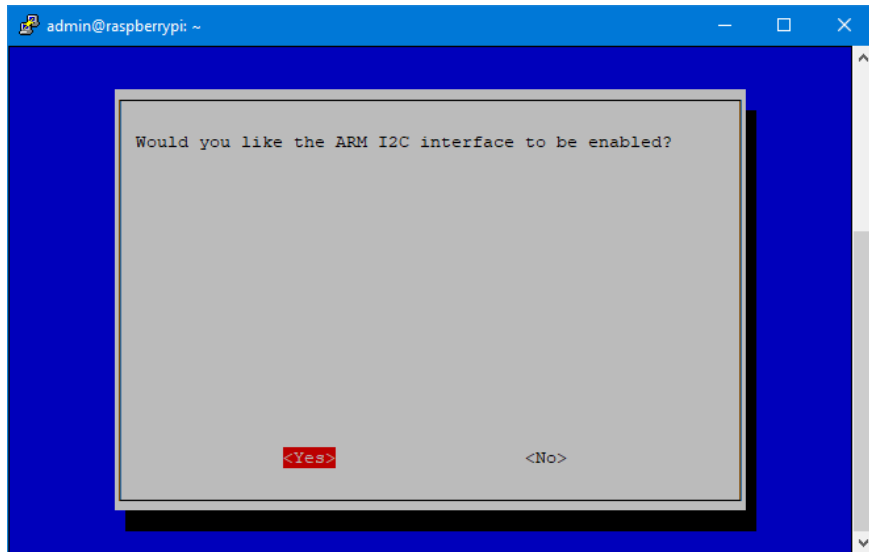 admin@raspberrypi: ~
Would you like the ARM I2C interface to be enabled?
<Yes> <No>